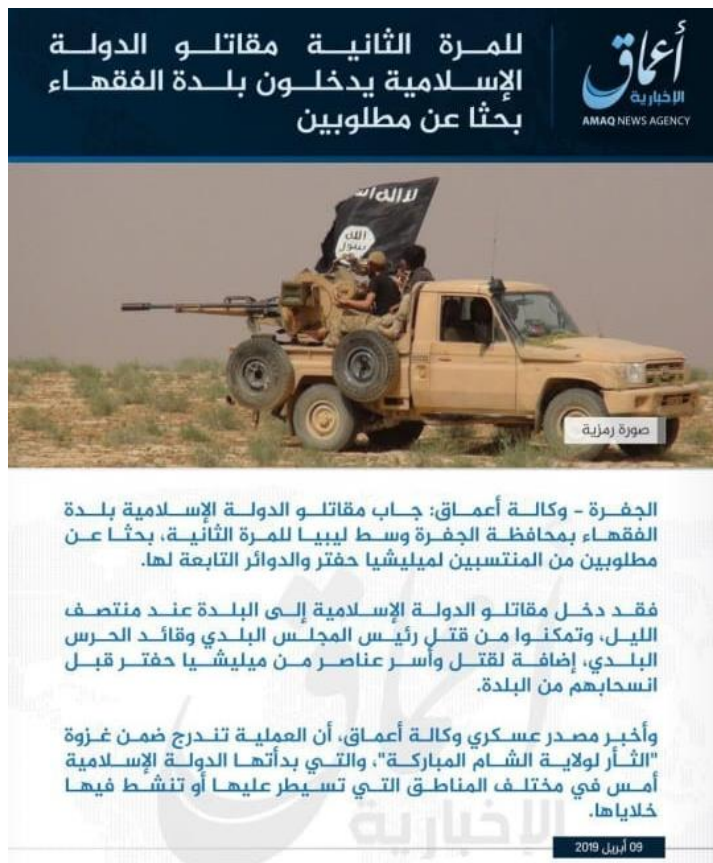 للمرة الثانية مقاتلو الدولة
الإسلامية يدخلون بلدة الفقهاء
بحثا عن مطلوبين
أعماق
الإخبارية
AMAQ NEWS AGENCY
لا اله الا الله
الله
رسول
صورة رمزية
الجفرة - وكالة أعماق: جاب مقاتلو الدولة الإسلامية بلدة
الفقهاء بمحافظة الجفرة وسط ليبيا للمرة الثانية، بحثا عن
مطلوبين من المنتسبين لميليشيا حفتر والدوائر التابعة لها.
فقد دخل مقاتلو الدولة الإسلامية إلى البلدة عند منتصف
الليل، وتمكنوا من قتل رئيس المجلس البلدي وقائد الحرس
البلدي، إضافة لقتل وأسر عناصر من ميليشيا حفتر قبل
انسحابهم من البلدة.
وأخبر مصدر عسكري وكالة أعماق، أن العملية تندرج ضمن غزوة
"الثأر لولاية الشام المباركة"، والتي بدأتها الدولة الإسلامية
أمس في مختلف المناطق التي تسيطر عليها أو تنشط فيها
خلاياها.
أعماق
الإخبارية
09 أبريل 2019